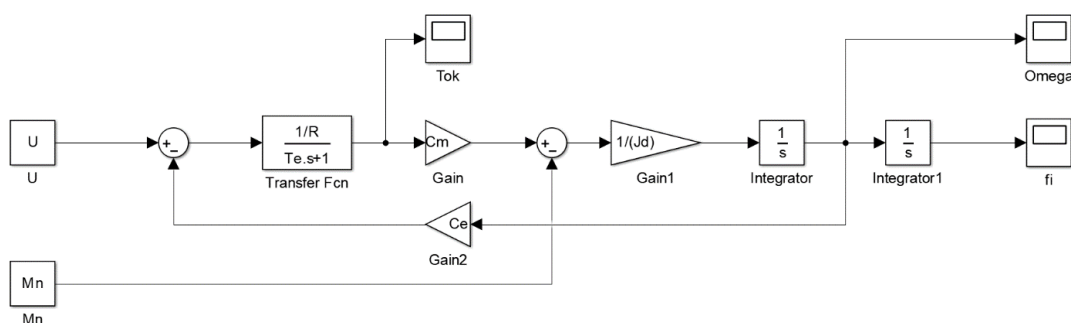 Tok
Omega
U
U
+
−
1/R
Te.s+1
Transfer Fcn
Cm
Gain
+
−
1/(Jd)
Gain1
1
s
Integrator
1
s
Integrator1
fi
Ce
Gain2
Mn
Mn